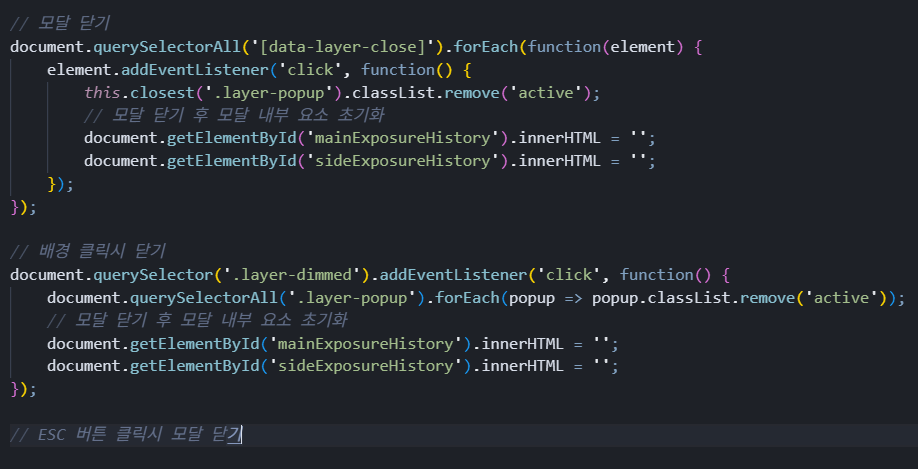 // 모달 닫기
document.querySelectorAll('[data-layer-close]').forEach(function(element) {
    element.addEventListener('click', function() {
        this.closest('.layer-popup').classList.remove('active');
        // 모달 닫기 후 모달 내부 요소 초기화
        document.getElementById('mainExposureHistory').innerHTML = '';
        document.getElementById('sideExposureHistory').innerHTML = '';
    });
});
// 배경 클릭시 닫기
document.querySelector('.layer-dimmed').addEventListener('click', function() {
    document.querySelectorAll('.layer-popup').forEach(popup => popup.classList.remove('active'));
    // 모달 닫기 후 모달 내부 요소 초기화
    document.getElementById('mainExposureHistory').innerHTML = '';
    document.getElementById('sideExposureHistory').innerHTML = '';
});
// ESC 버튼 클릭시 모달 닫기